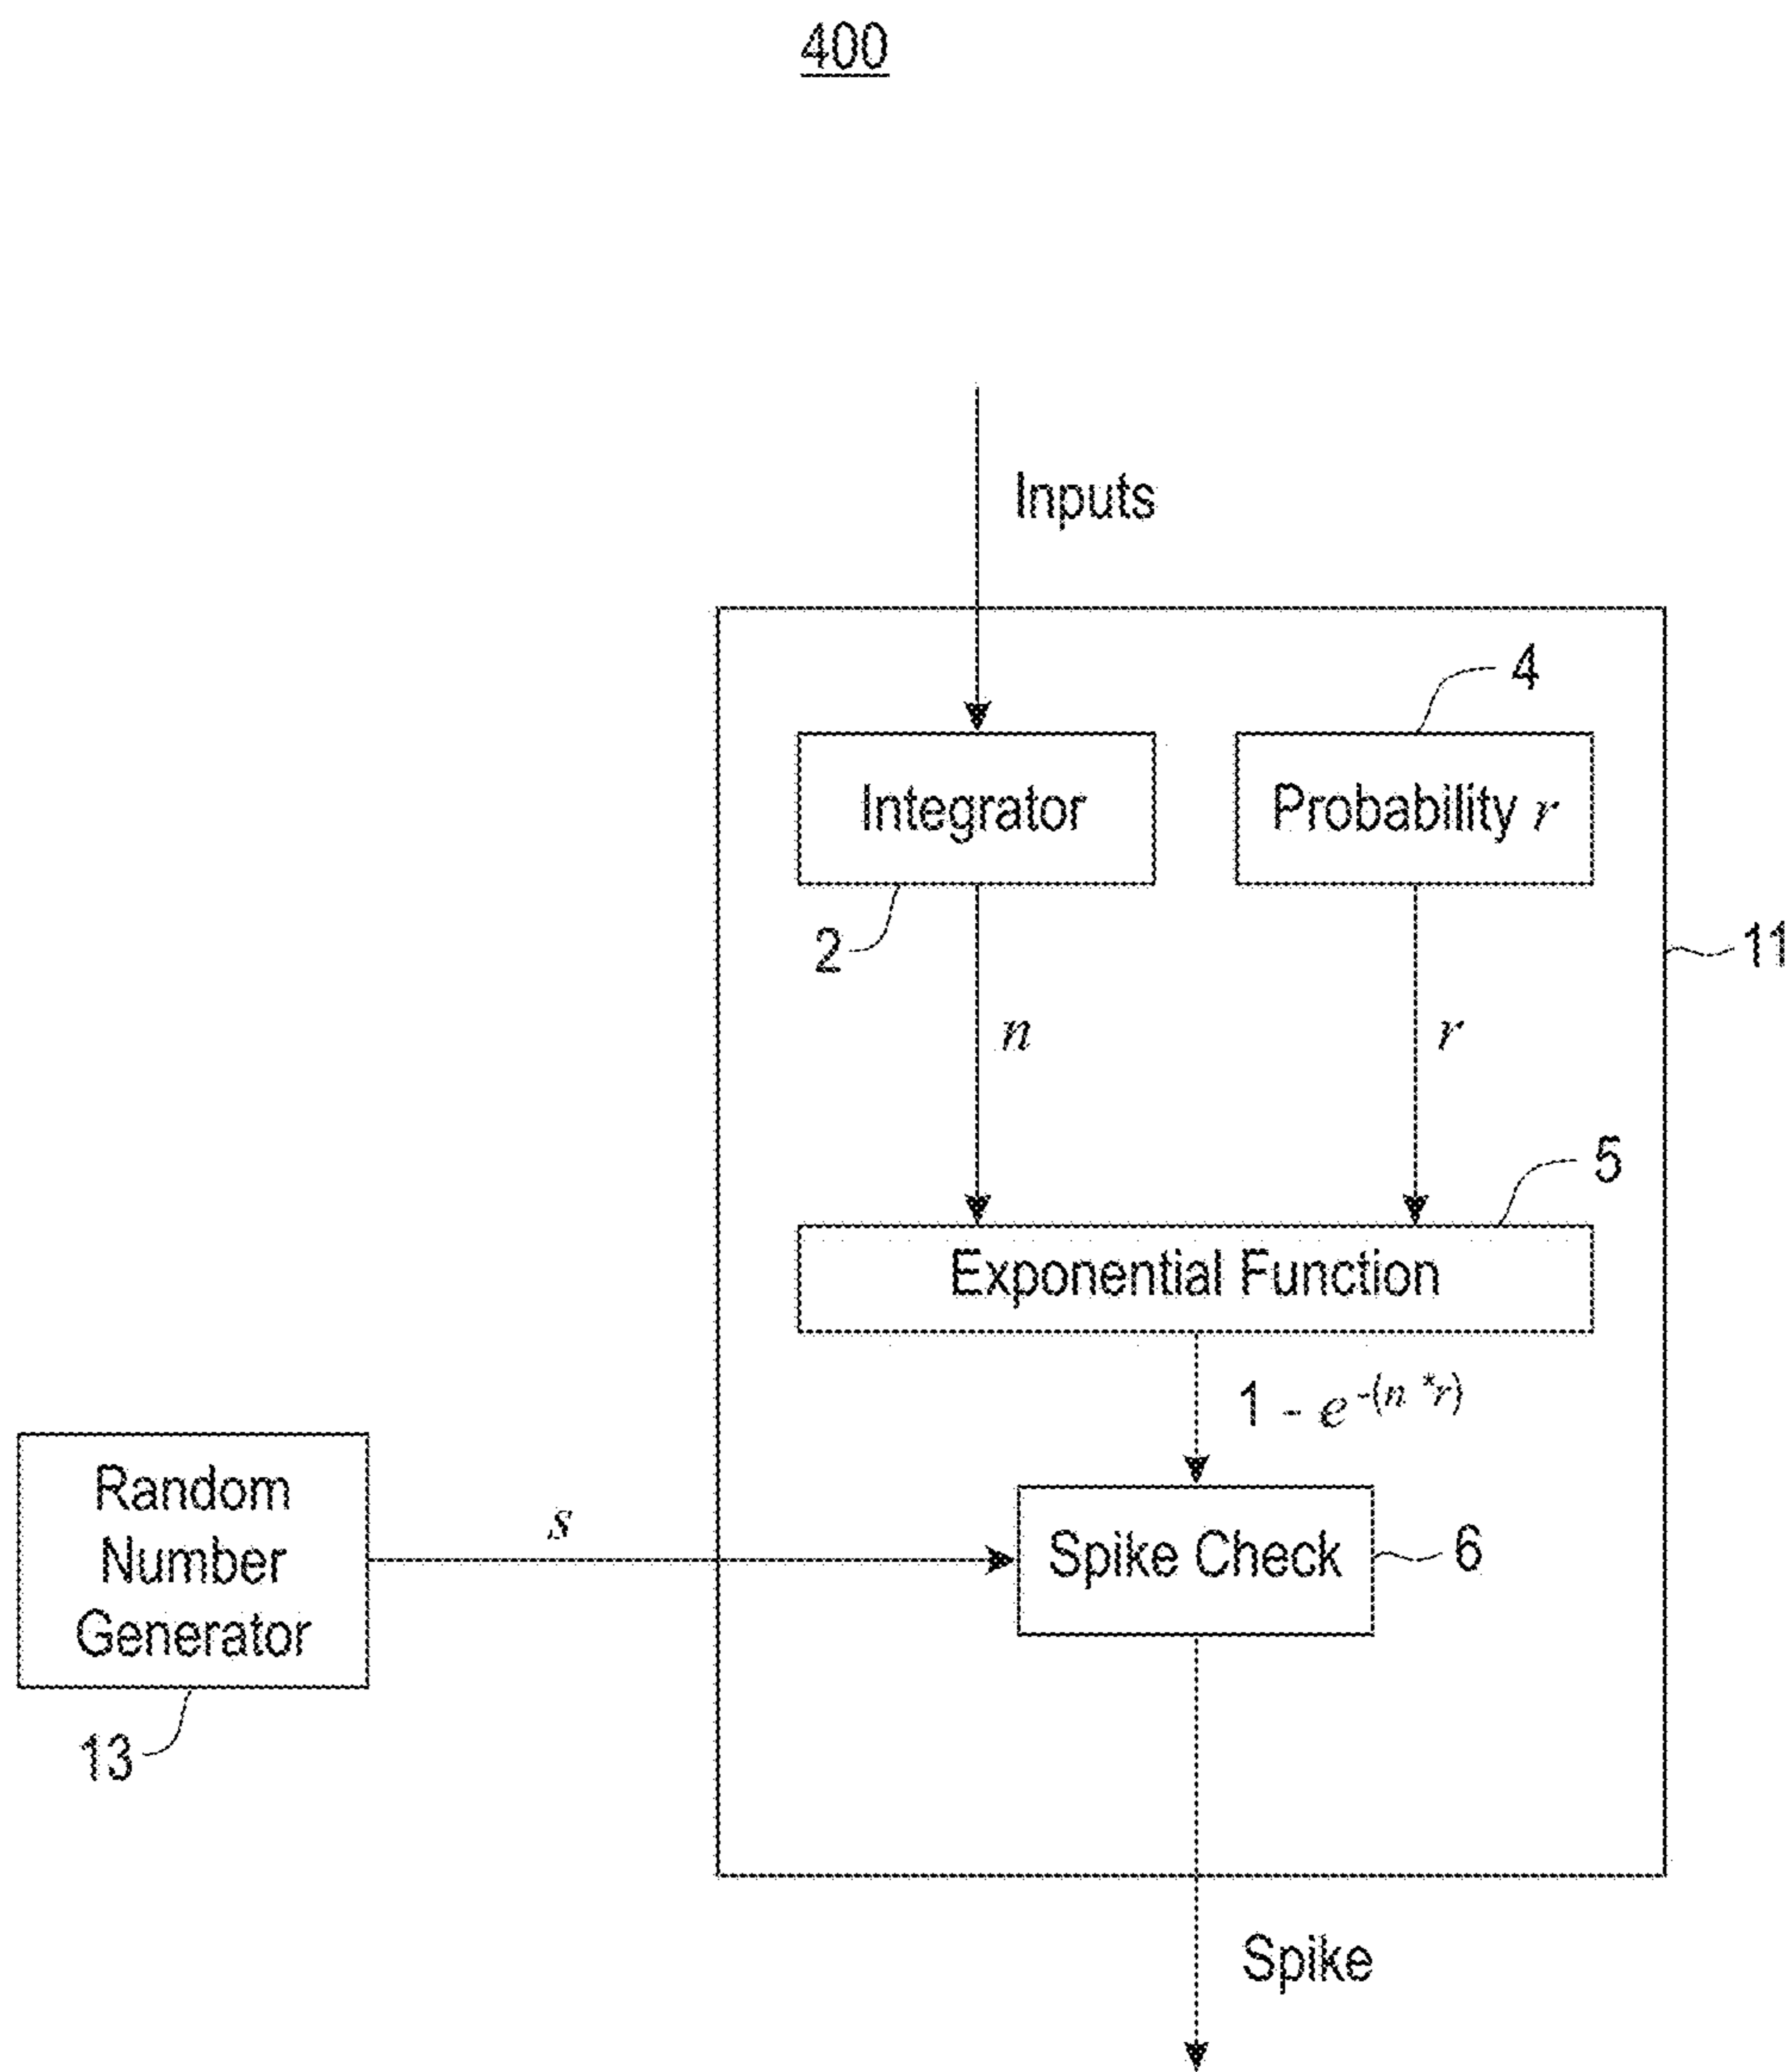 400
Inputs
4
Integrator
Probability r
2
11
n
r
5
Exponential Function
1 - e^-(n *r)
Random
Number
Generator
s
Spike Check
6
13
Spike